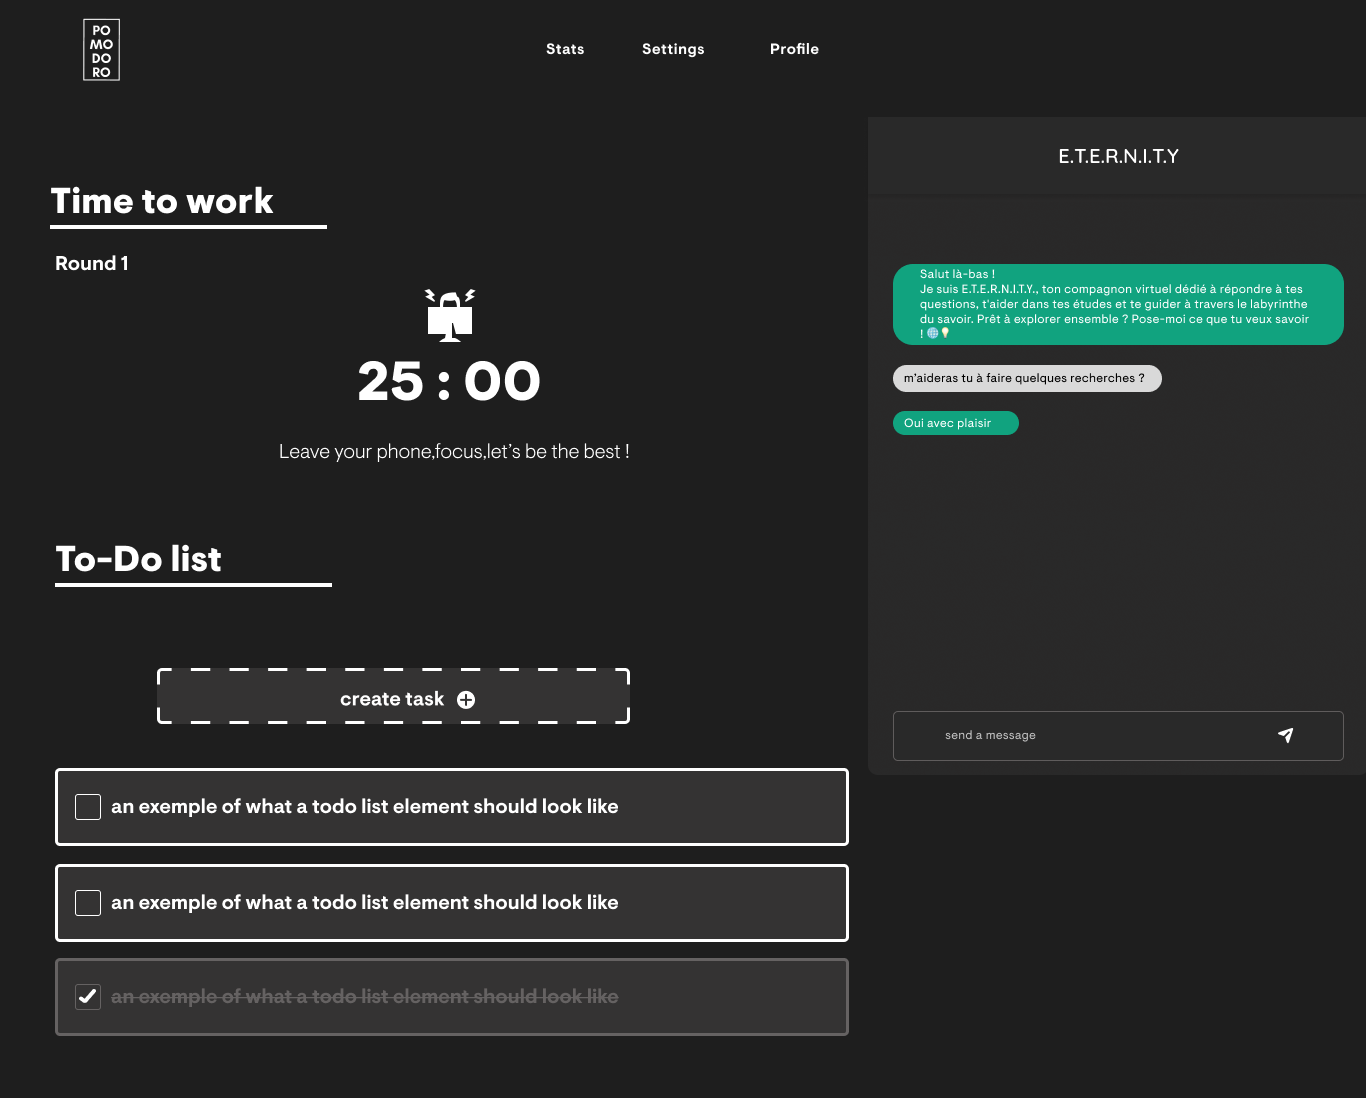 PO
MO
DO
RO
Stats
Settings
Profile
Time to work
Round 1
25 : 00
Leave your phone,focus,let’s be the best !
To-Do list
create task
an exemple of what a todo list element should look like
an exemple of what a todo list element should look like
an exemple of what a todo list element should look like
E.T.E.R.N.I.T.Y
Salut là-bas !
Je suis E.T.E.R.N.I.T.Y., ton compagnon virtuel dédié à répondre à tes
questions, t'aider dans tes études et te guider à travers le labyrinthe
du savoir. Prêt à explorer ensemble ? Pose-moi ce que tu veux savoir
! 🌐💡
m’aideras tu à faire quelques recherches ?
Oui avec plaisir
send a message